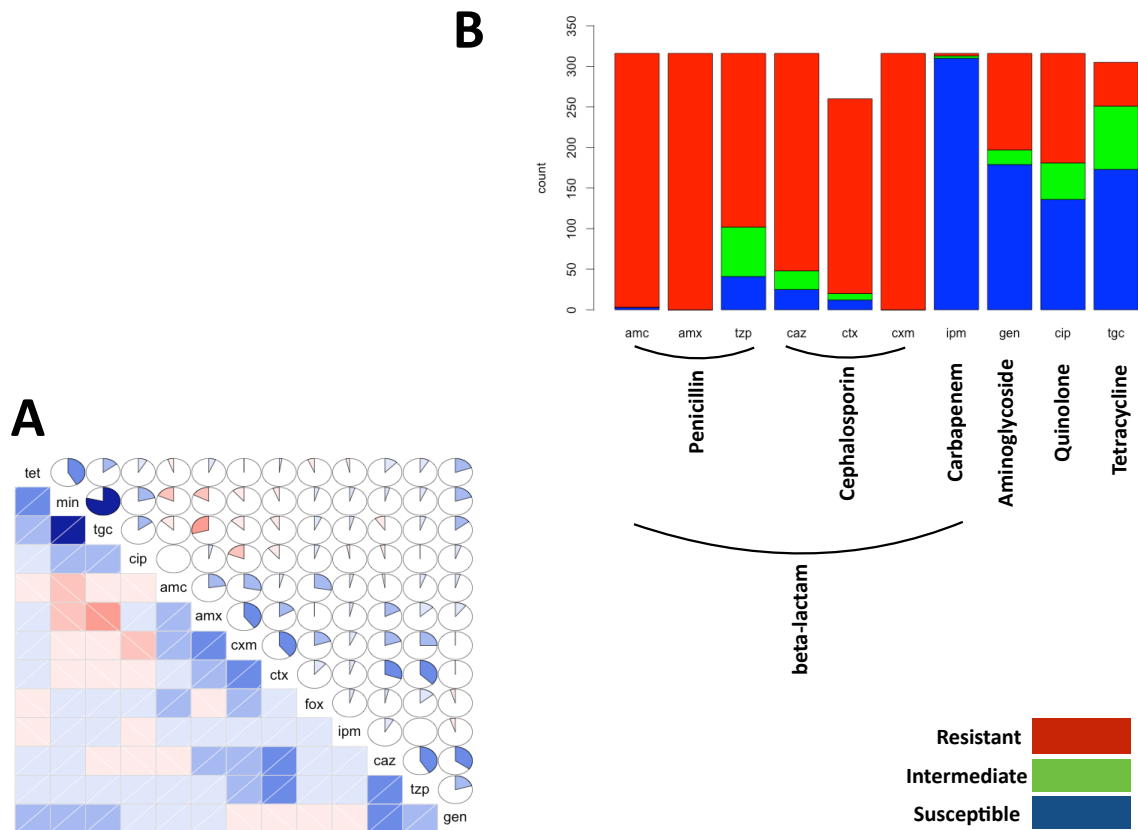 B
350
300
250
200
150
100
50
0
count
amc amx tzp caz ctx cxm ipm gen cip tgc
Penicillin
Cephalosporin
Carbapenem
Aminoglycoside
Quinolone
Tetracycline
beta-lactam
A
tet
min
tgc
cip
amc
amx
cxm
ctx
fox
ipm
caz
tzp
gen
Resistant
Intermediate
Susceptible